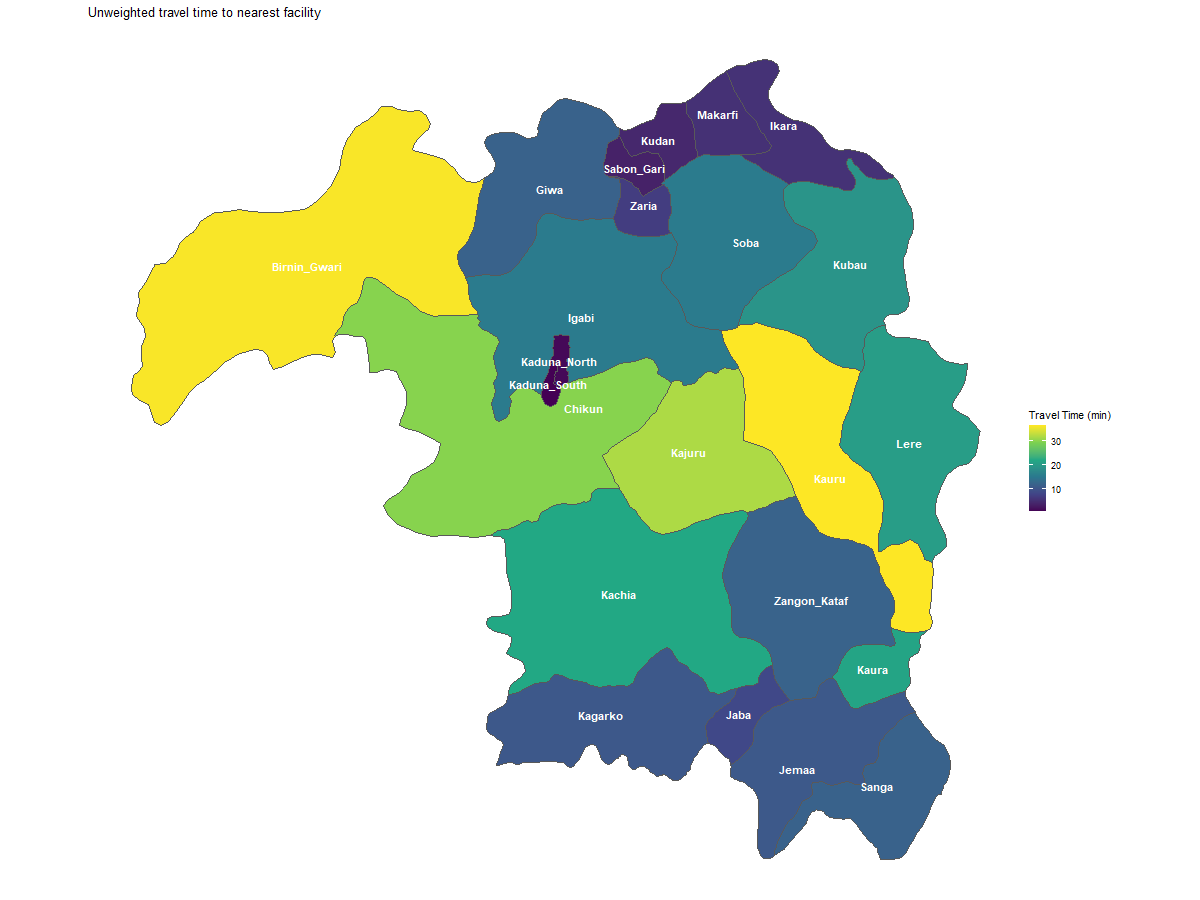 Unweighted travel time to nearest facility
Makarfi
Ikara
Kudan
Sabon_Gari
Giwa
Zaria
Soba
Birnin_Gwari
Kubau
Igabi
Kaduna_North
Kaduna_South
Chikun
Travel Time (min)
30
20
10
Lere
Kajuru
Kauru
Kachia
Zangon_Kataf
Kaura
Kagarko
Jaba
Jemaa
Sanga